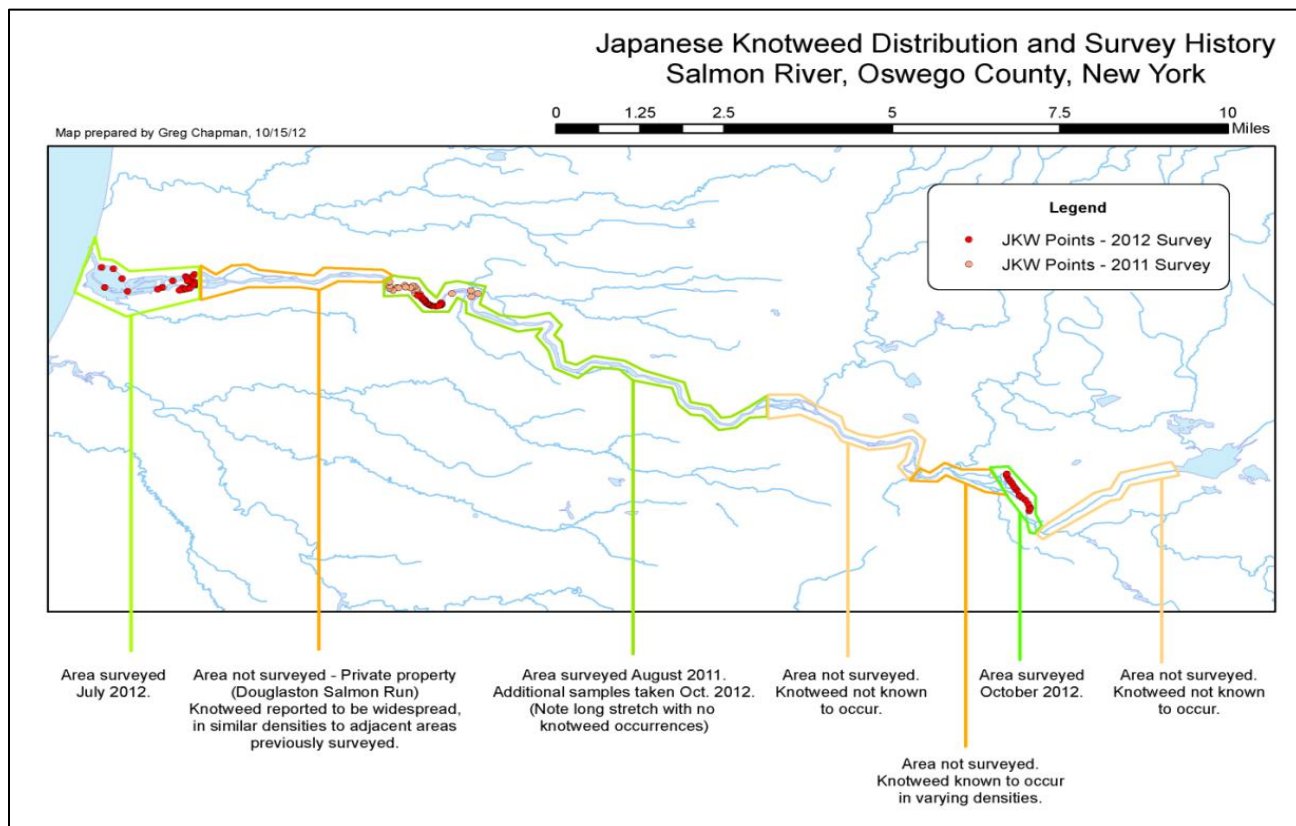 Japanese Knotweed Distribution and Survey History
Salmon River, Oswego County, New York
0 1.25 2.5 5 7.5 10
Miles
Map prepared by Greg Chapman, 10/15/12
Legend
JKW Points - 2012 Survey
JKW Points - 2011 Survey
Area surveyed
July 2012.
Area not surveyed - Private property
(Douglaston Salmon Run)
Knotweed reported to be widespread,
in similar densities to adjacent areas
previously surveyed.
Area surveyed August 2011.
Additional samples taken Oct. 2012.
(Note long stretch with no
knotweed occurrences)
Area not surveyed.
Knotweed not known
to occur.
Area not surveyed.
Knotweed known to occur
in varying densities.
Area surveyed
October 2012.
Area not surveyed.
Knotweed not known
to occur.